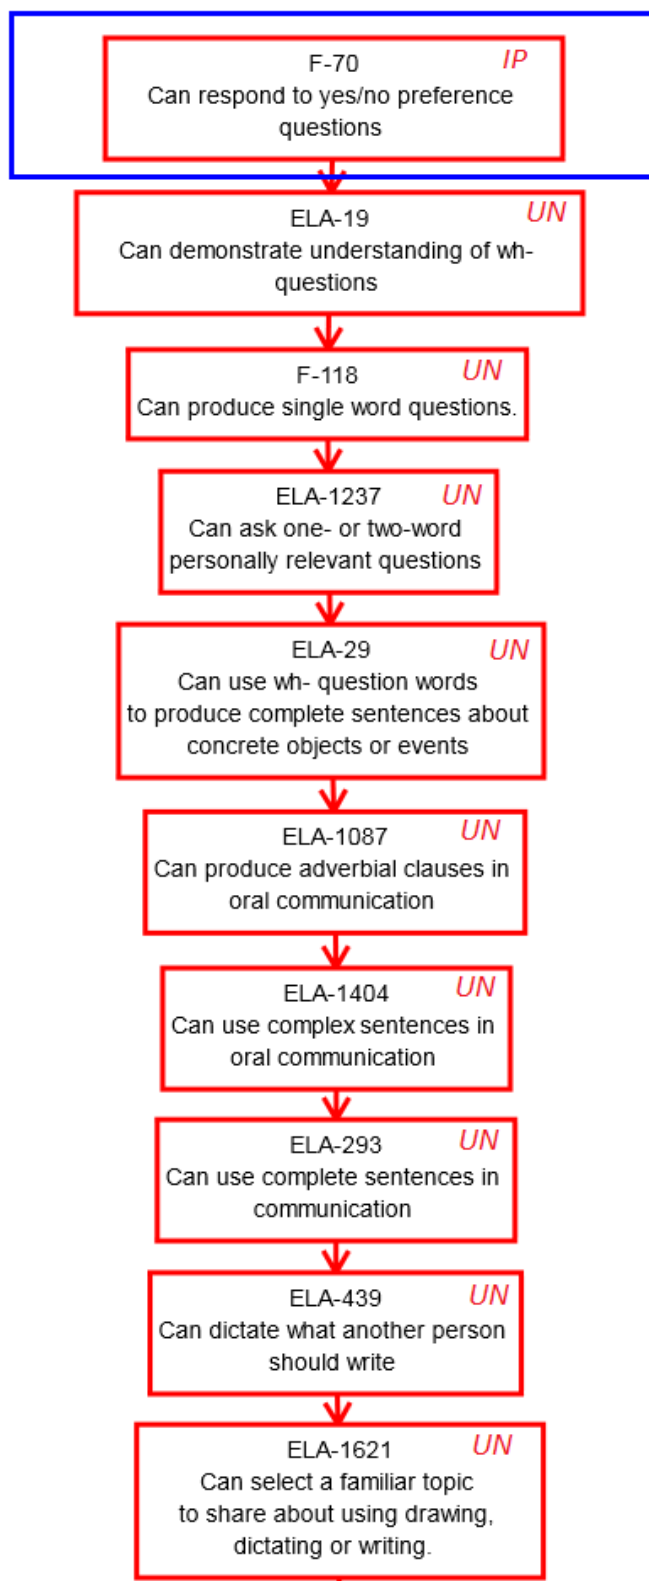 F-70 IP
Can respond to yes/no preference
questions
ELA-19 UN
Can demonstrate understanding of wh-
questions
F-118 UN
Can produce single word questions.
ELA-1237 UN
Can ask one- or two-word
personally relevant questions
ELA-29 UN
Can use wh- question words
to produce complete sentences about
concrete objects or events
ELA-1087 UN
Can produce adverbial clauses in
oral communication
ELA-1404 UN
Can use complex sentences in
oral communication
ELA-293 UN
Can use complete sentences in
communication
ELA-439 UN
Can dictate what another person
should write
ELA-1621 UN
Can select a familiar topic
to share about using drawing,
dictating or writing.